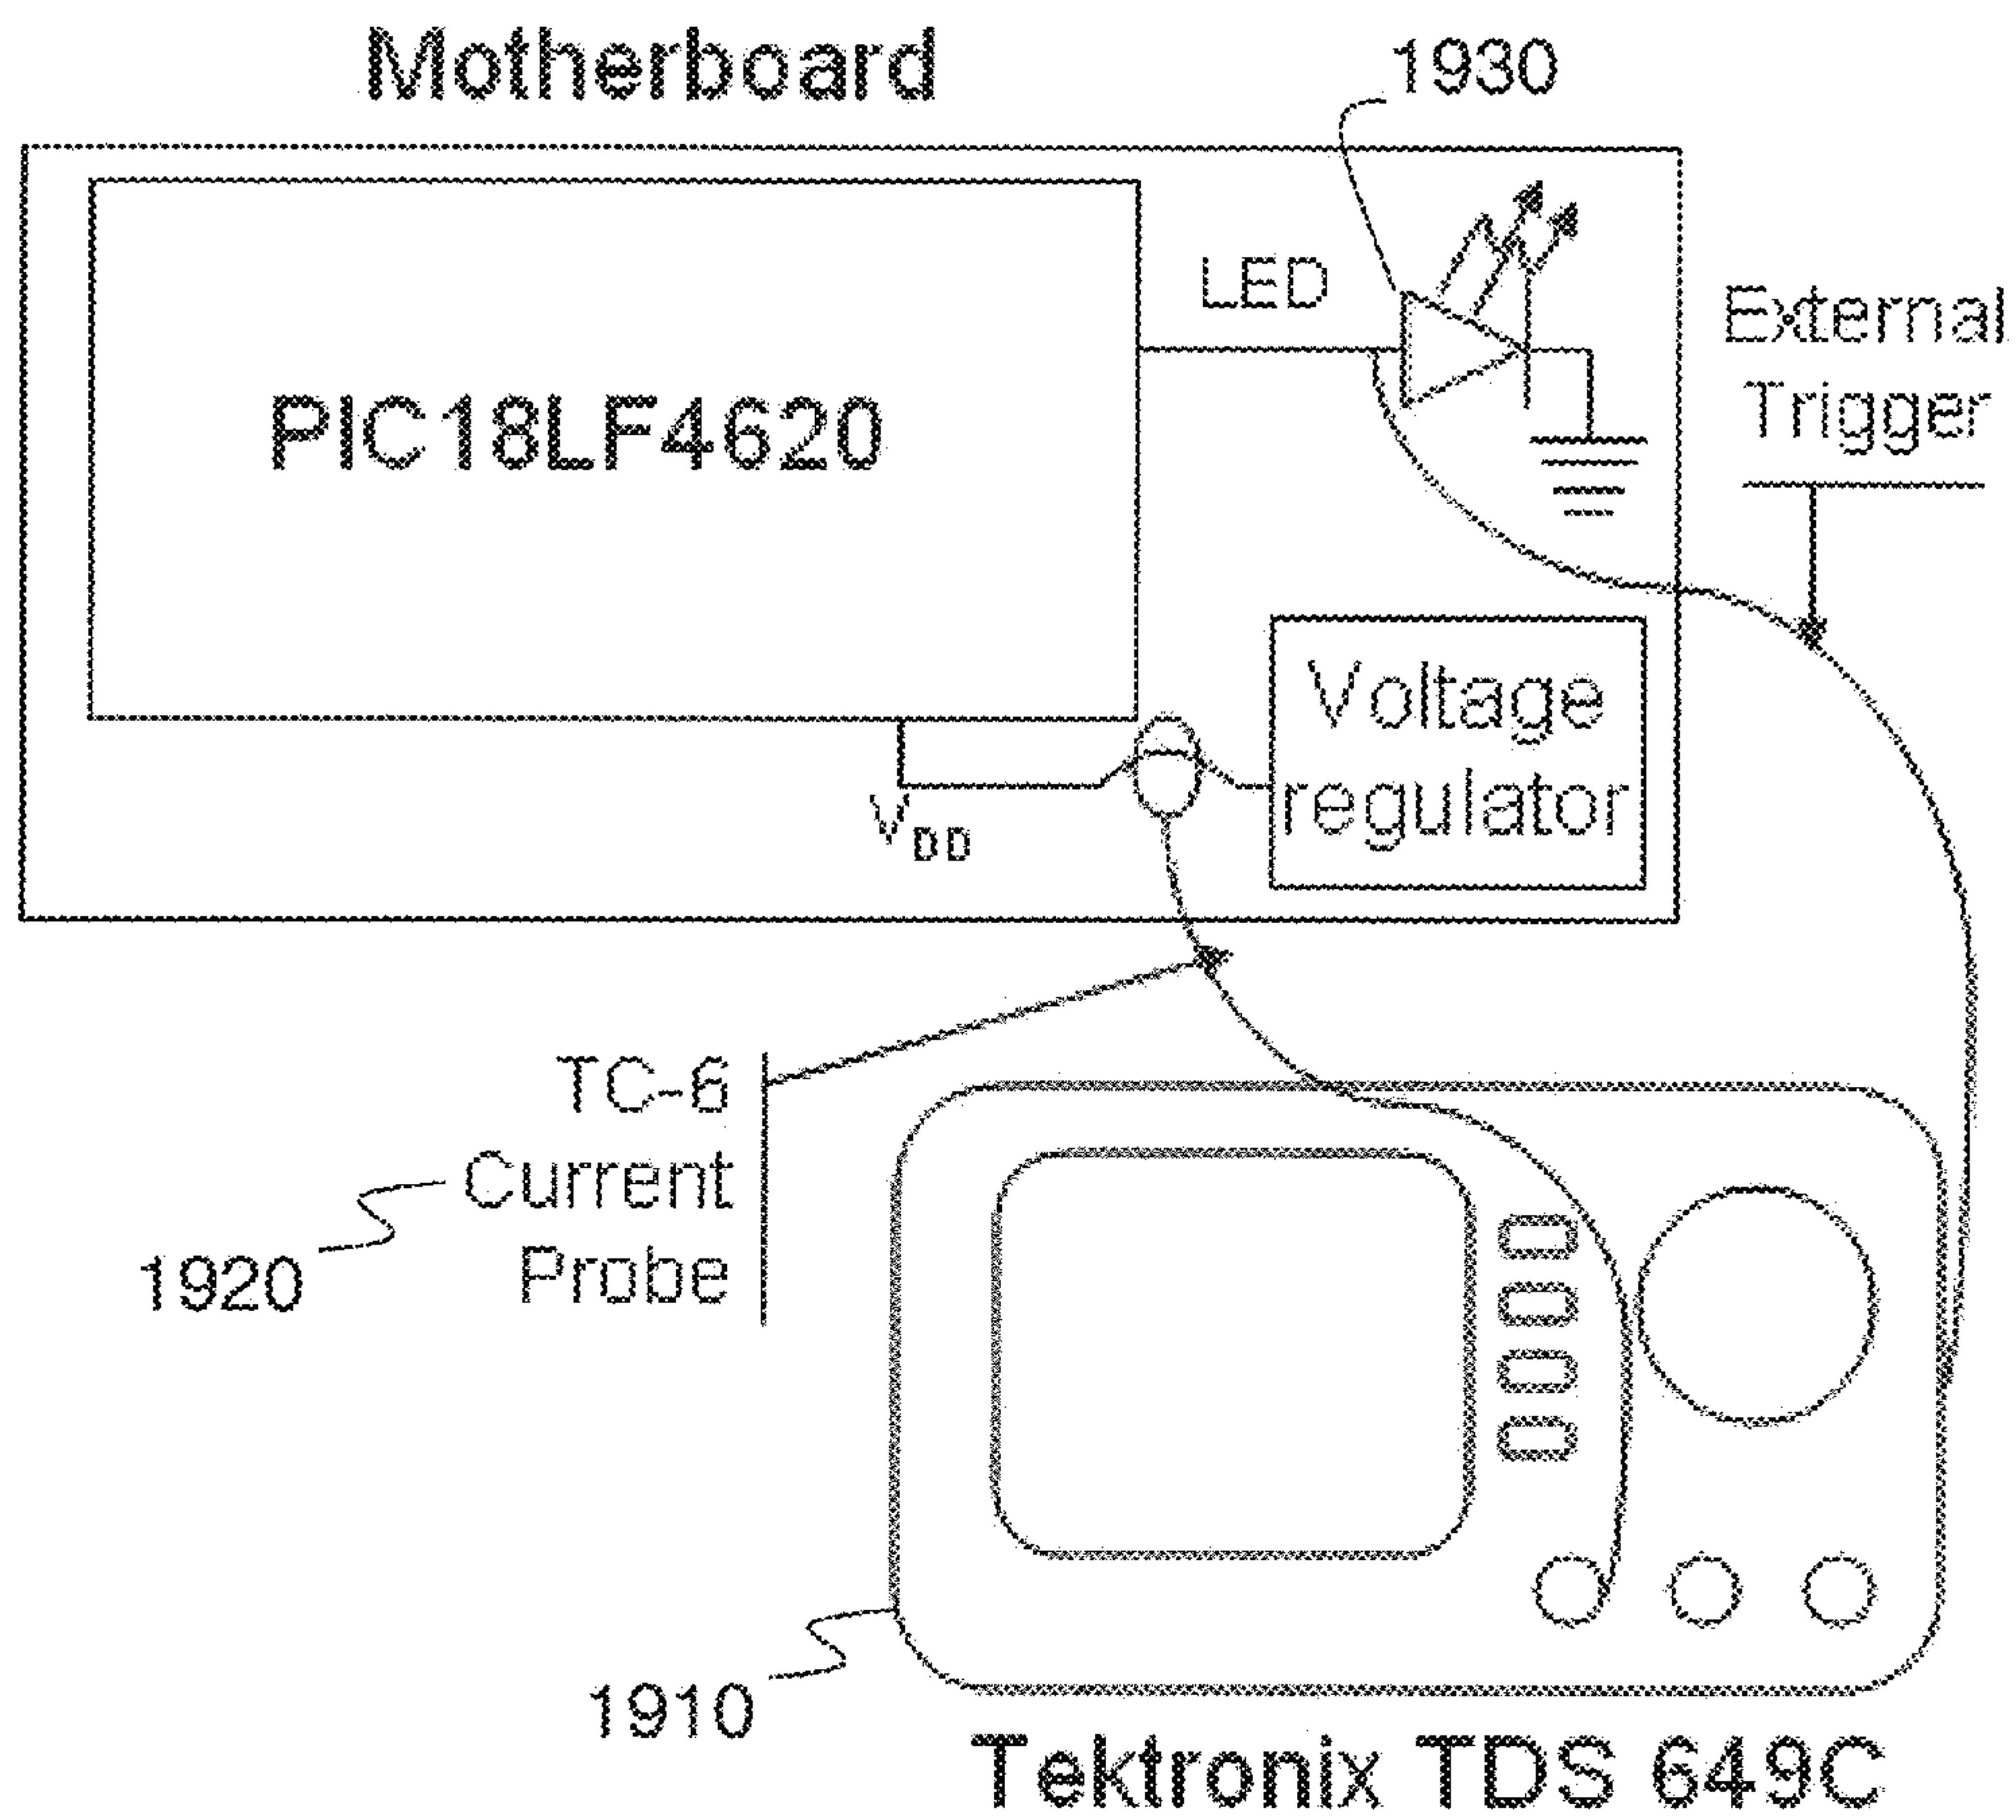 Motherboard
1930
LED
External
Trigger
PIC18LF4620
Voltage
regulator
VDD
TC-6
Current
Probe
1920
1910
Tektronix TDS 649C